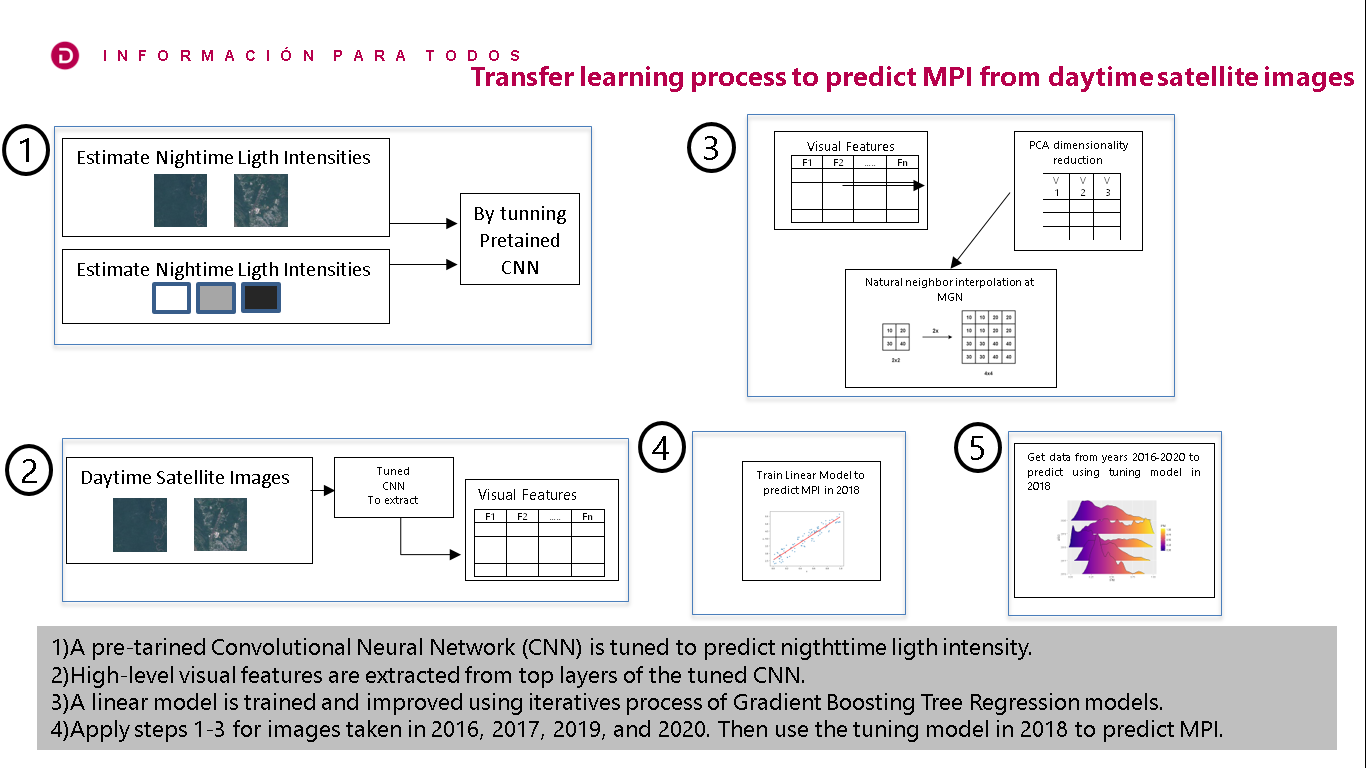 INFORMACIÓN PARA TODOS
Transfer learning process to predict MPI from daytime satellite images
1
Estimate Nightime Ligth Intensities
Estimate Nightime Ligth Intensities
By tunning
Pretained
CNN
2
Daytime Satellite Images
Tuned
CNN
To extract
Visual Features
F1 F2 ..... Fn
3
Visual Features
F1 F2 ..... Fn
PCA dimensionality
reduction
V V V
1 2 3
Natural neighbor interpolation at
MGN
10 20
30 40
2x2
2x
10 10 20 20
10 10 20 20
30 30 40 40
30 30 40 40
4x4
4
Train Linear Model to
predict MPI in 2018
5
Get data from years 2016-2020 to
predict using tuning model in
2018
1)A pre-tarined Convolutional Neural Network (CNN) is tuned to predict nigthttime ligth intensity.
2)High-level visual features are extracted from top layers of the tuned CNN.
3)A linear model is trained and improved using iteratives process of Gradient Boosting Tree Regression models.
4)Apply steps 1-3 for images taken in 2016, 2017, 2019, and 2020. Then use the tuning model in 2018 to predict MPI.